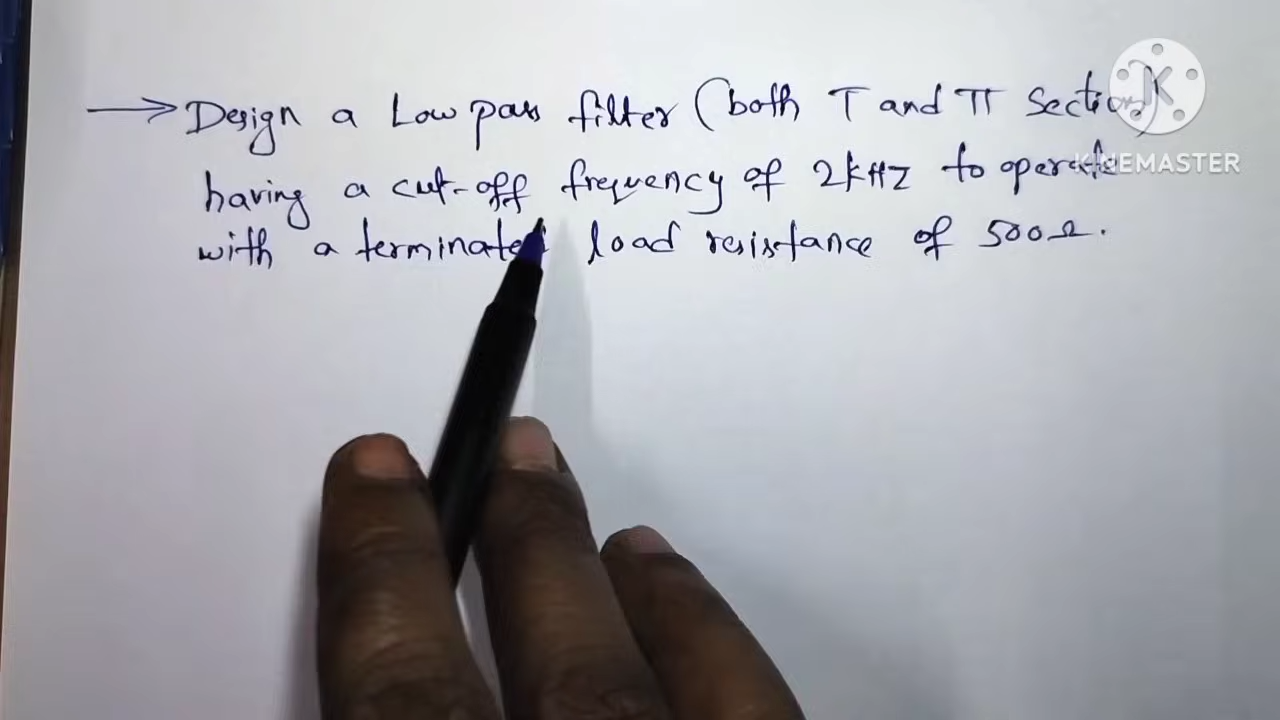 → Design a Low pass filter (both T and π section)
having a cut-off frequency of 2kHZ to operate
with a terminated load resistance of 500Ω.
K
KINEMASTER